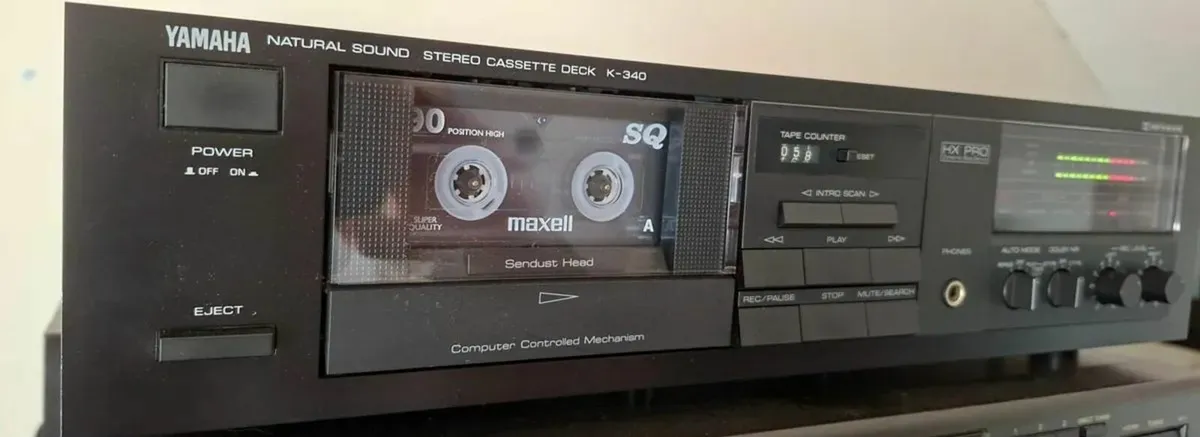 YAMAHA NATURAL SOUND STEREO CASSETTE DECK K-340
POWER
OFF ON
EJECT
90 POSITION HIGH SQ
SUPER
QUALITY
maxell A
Sendust Head
Computer Controlled Mechanism
TAPE COUNTER
058 RESET
INTRO SCAN
PLAY
REC/PAUSE STOP MUTE/SEARCH
HX PRO
PHONES
AUTO MODE DOLBY NR REC LEVEL